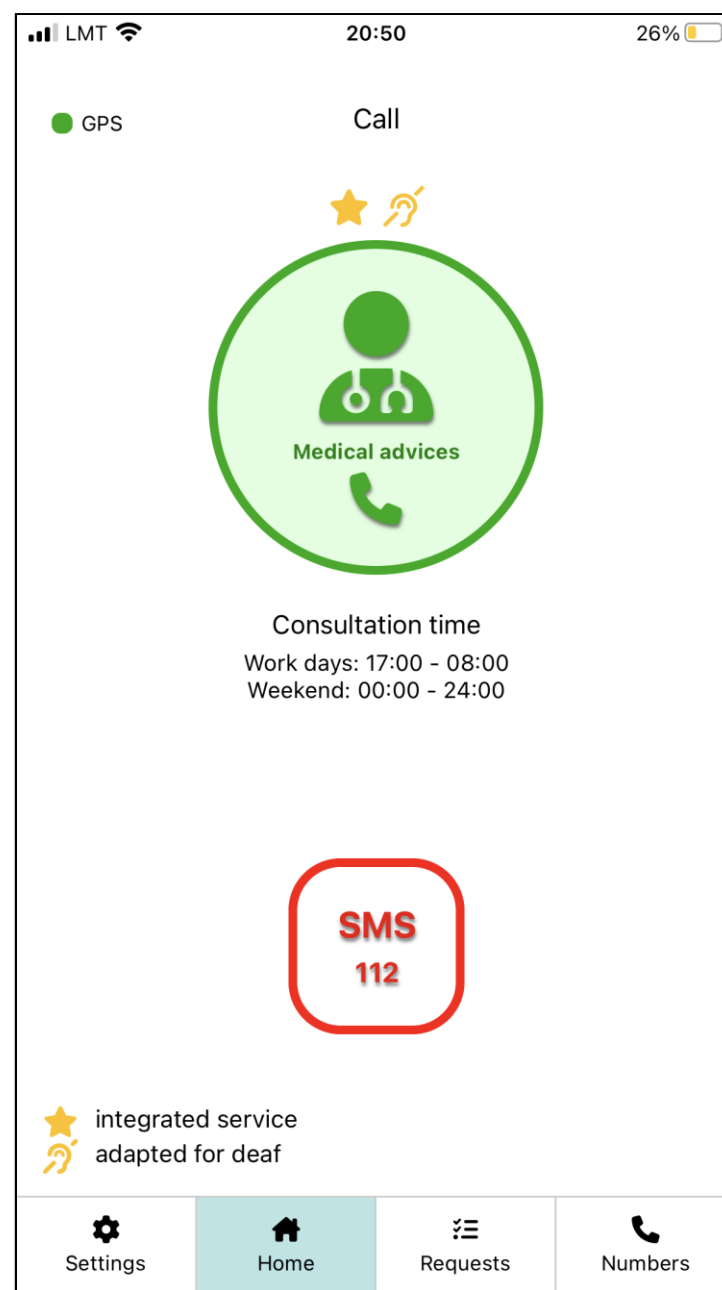 LMT 20:50 26%
GPS Call
Medical advices
Consultation time
Work days: 17:00 - 08:00
Weekend: 00:00 - 24:00
SMS
112
integrated service
adapted for deaf
Settings Home Requests Numbers